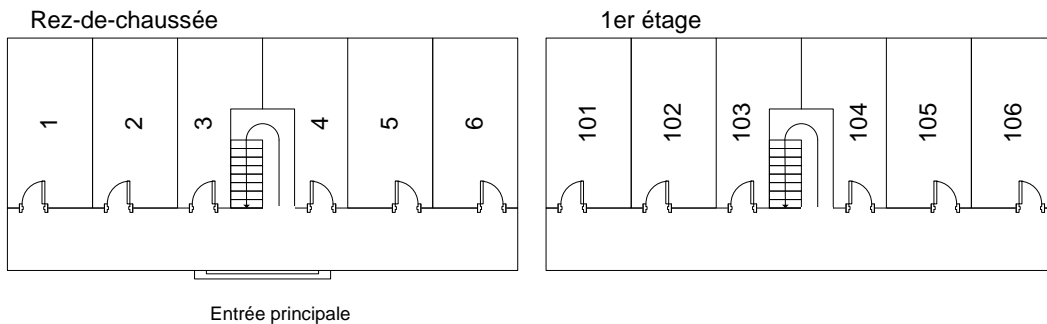 Rez-de-chaussée
1er étage
1 2 3 4 5 6
101 102 103 104 105 106
Entrée principale